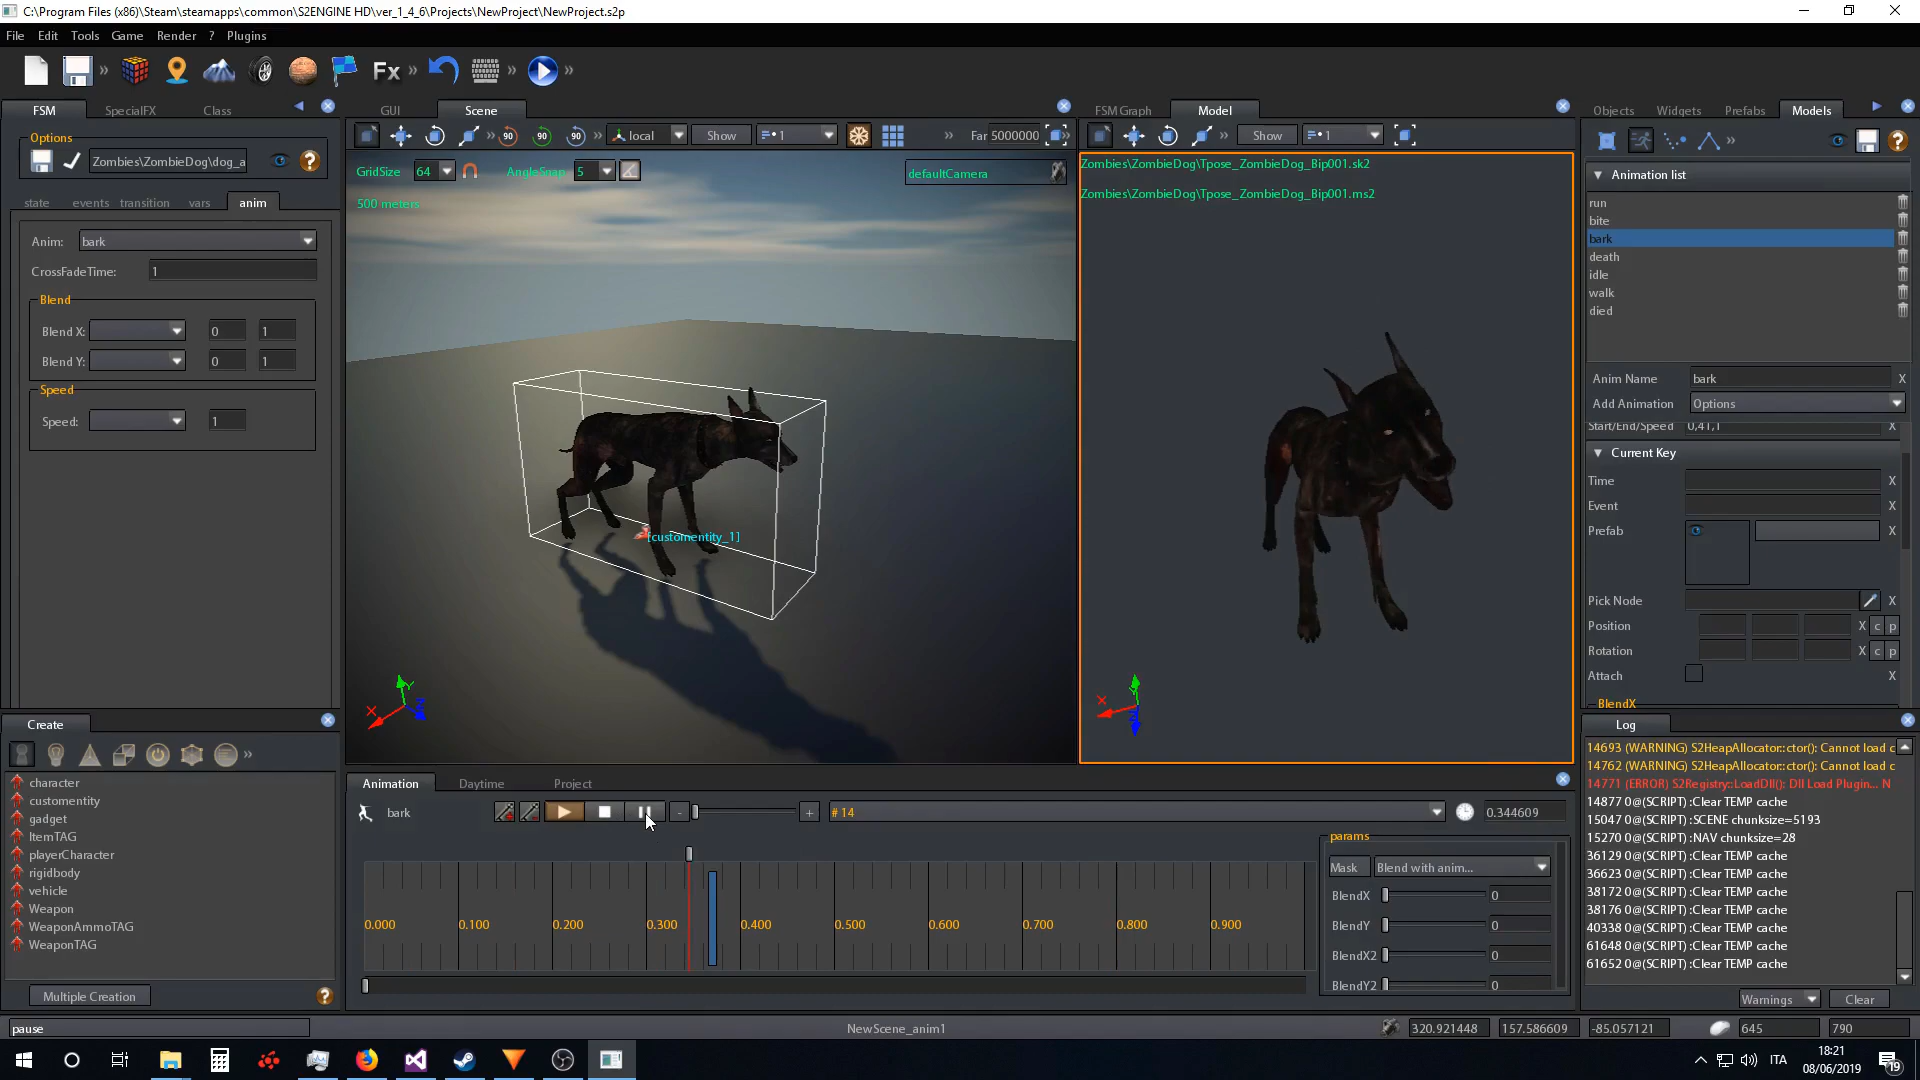 C:\Program Files (x86)\Steam\steamapps\common\S2ENGINE HD\ver_1_4_6\Projects\NewProject\NewProject.s2p
File Edit Tools Game Render ? Plugins
Fx
FSM SpecialFX Class
Options
Zombies\ZombieDog\dog_a
state events transition vars anim
Anim: bark
CrossFadeTime: 1
Blend
Blend X: 0 1
Blend Y: 0 1
Speed
Speed: 1
GUI Scene
90 90 90 local Show 1 Far 5000000
GridSize 64 AngleSnap 5 defaultCamera
500 meters
[customentity_1]
X Y
FSM Graph Model
Show 1
Zombies\ZombieDog\Tpose_ZombieDog_Bip001.sk2
Zombies\ZombieDog\Tpose_ZombieDog_Bip001.ms2
X
Objects Widgets Prefabs Models
Animation list
run
bite
bark
death
idle
walk
died
Anim Name bark X
Add Animation Options
Start/End/Speed 0,41,1 X
Current Key
Time X
Event X
Prefab X
Pick Node X
Position X c p
Rotation X c p
Attach X
BlendX
Create
character
customentity
gadget
ItemTAG
playerCharacter
rigidbody
vehicle
Weapon
WeaponAmmoTAG
WeaponTAG
Multiple Creation
Animation Daytime Project
bark - + # 14 0.344609
0.000 0.100 0.200 0.300 0.400 0.500 0.600 0.700 0.800 0.900
params
Mask Blend with anim...
BlendX 0
BlendY 0
BlendX2 0
BlendY2 0
Log
14693 (WARNING) S2HeapAllocator::ctor(): Cannot load c
14762 (WARNING) S2HeapAllocator::ctor(): Cannot load c
14771 (ERROR) S2Registry::LoadDll(): Dll Load Plugin... N
14877 0@(SCRIPT) :Clear TEMP cache
15047 0@(SCRIPT) :SCENE chunksize=5193
15270 0@(SCRIPT) :NAV chunksize=28
36129 0@(SCRIPT) :Clear TEMP cache
36623 0@(SCRIPT) :Clear TEMP cache
38172 0@(SCRIPT) :Clear TEMP cache
38176 0@(SCRIPT) :Clear TEMP cache
40338 0@(SCRIPT) :Clear TEMP cache
61648 0@(SCRIPT) :Clear TEMP cache
61652 0@(SCRIPT) :Clear TEMP cache
Warnings Clear
pause NewScene_anim1 320.921448 157.586609 -85.057121 645 790
ITA 18:21
08/06/2019 19